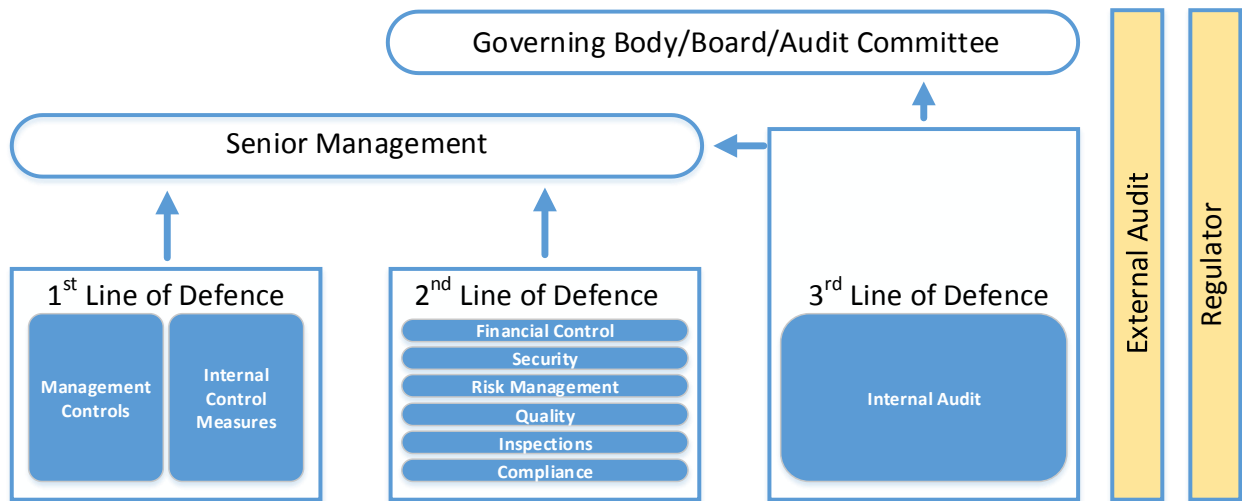 Governing Body/Board/Audit Committee
Senior Management
1st Line of Defence
Management
Controls
Internal
Control
Measures
2nd Line of Defence
Financial Control
Security
Risk Management
Quality
Inspections
Compliance
3rd Line of Defence
Internal Audit
External Audit
Regulator